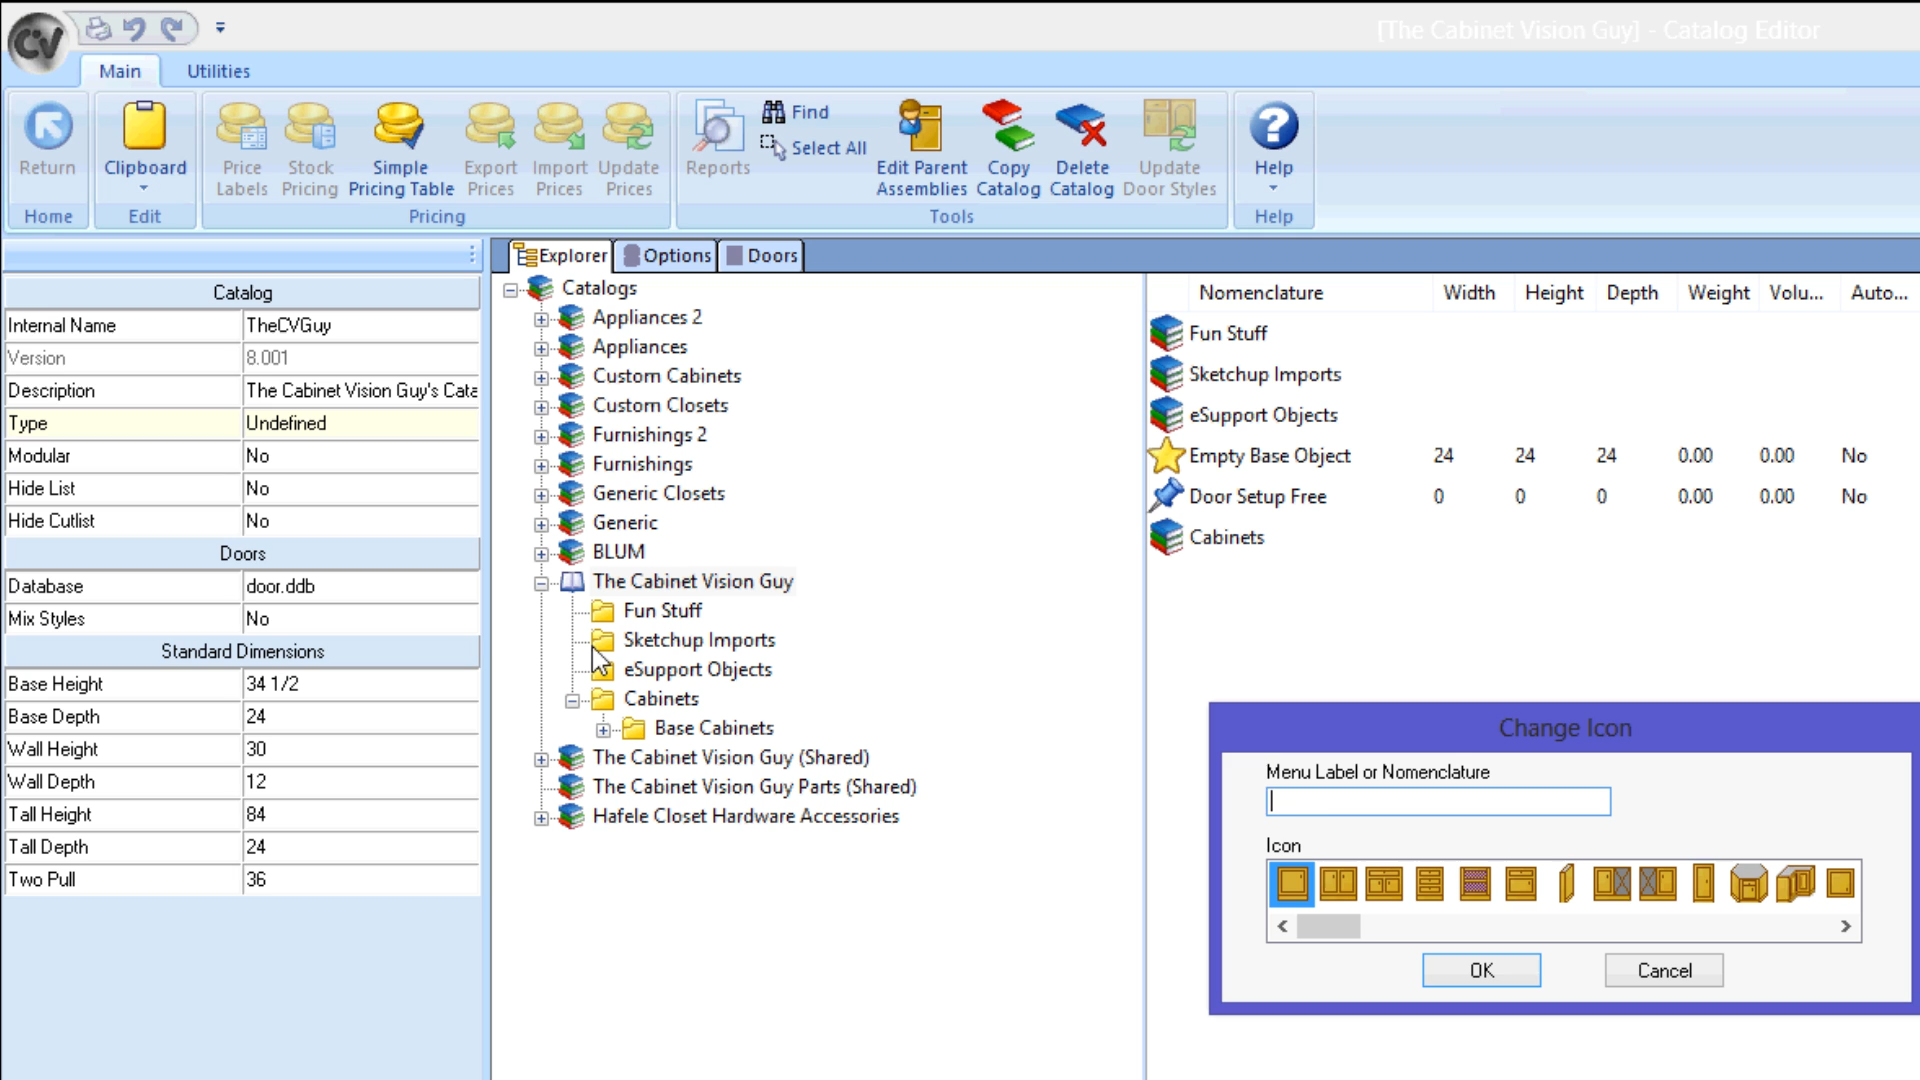 [The Cabinet Vision Guy] - Catalog Editor
CV
Main Utilities
Return
Clipboard
Price Labels
Stock Pricing
Simple Pricing Table
Export Prices
Import Prices
Update Prices
Reports
Find
Select All
Edit Parent Assemblies
Copy Catalog
Delete Catalog
Update Door Styles
Help
Home Edit Pricing Tools Help
Explorer Options Doors
Catalog
Internal Name TheCVGuy
Version 8.001
Description The Cabinet Vision Guy's Cata
Type Undefined
Modular No
Hide List No
Hide Cutlist No
Doors
Database door.ddb
Mix Styles No
Standard Dimensions
Base Height 34 1/2
Base Depth 24
Wall Height 30
Wall Depth 12
Tall Height 84
Tall Depth 24
Two Pull 36
Catalogs
Appliances 2
Appliances
Custom Cabinets
Custom Closets
Furnishings 2
Furnishings
Generic Closets
Generic
BLUM
The Cabinet Vision Guy
Fun Stuff
Sketchup Imports
eSupport Objects
Cabinets
Base Cabinets
The Cabinet Vision Guy (Shared)
The Cabinet Vision Guy Parts (Shared)
Hafele Closet Hardware Accessories
Nomenclature Width Height Depth Weight Volu... Auto...
Fun Stuff
Sketchup Imports
eSupport Objects
Empty Base Object 24 24 24 0.00 0.00 No
Door Setup Free 0 0 0 0.00 0.00 No
Cabinets
Change Icon
Menu Label or Nomenclature
Icon
OK Cancel